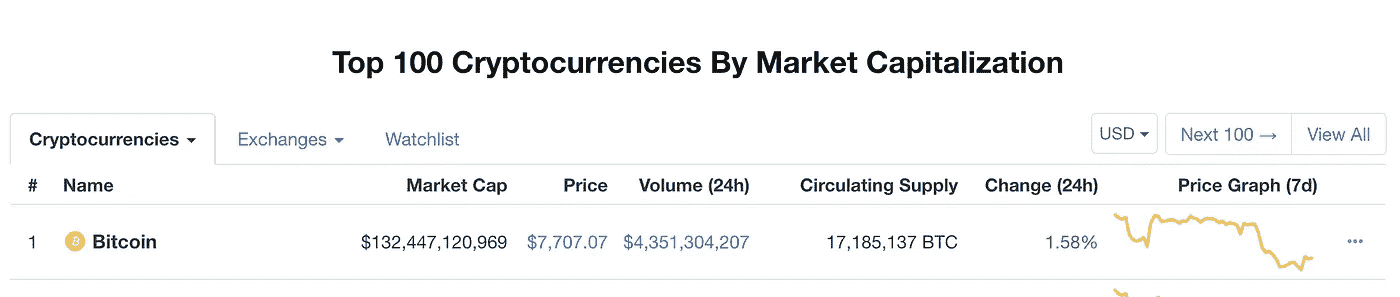 Top 100 Cryptocurrencies By Market Capitalization
Cryptocurrencies Exchanges Watchlist USD Next 100 → View All
# Name Market Cap Price Volume (24h) Circulating Supply Change (24h) Price Graph (7d)
1 Bitcoin $132,447,120,969 $7,707.07 $4,351,304,207 17,185,137 BTC 1.58%